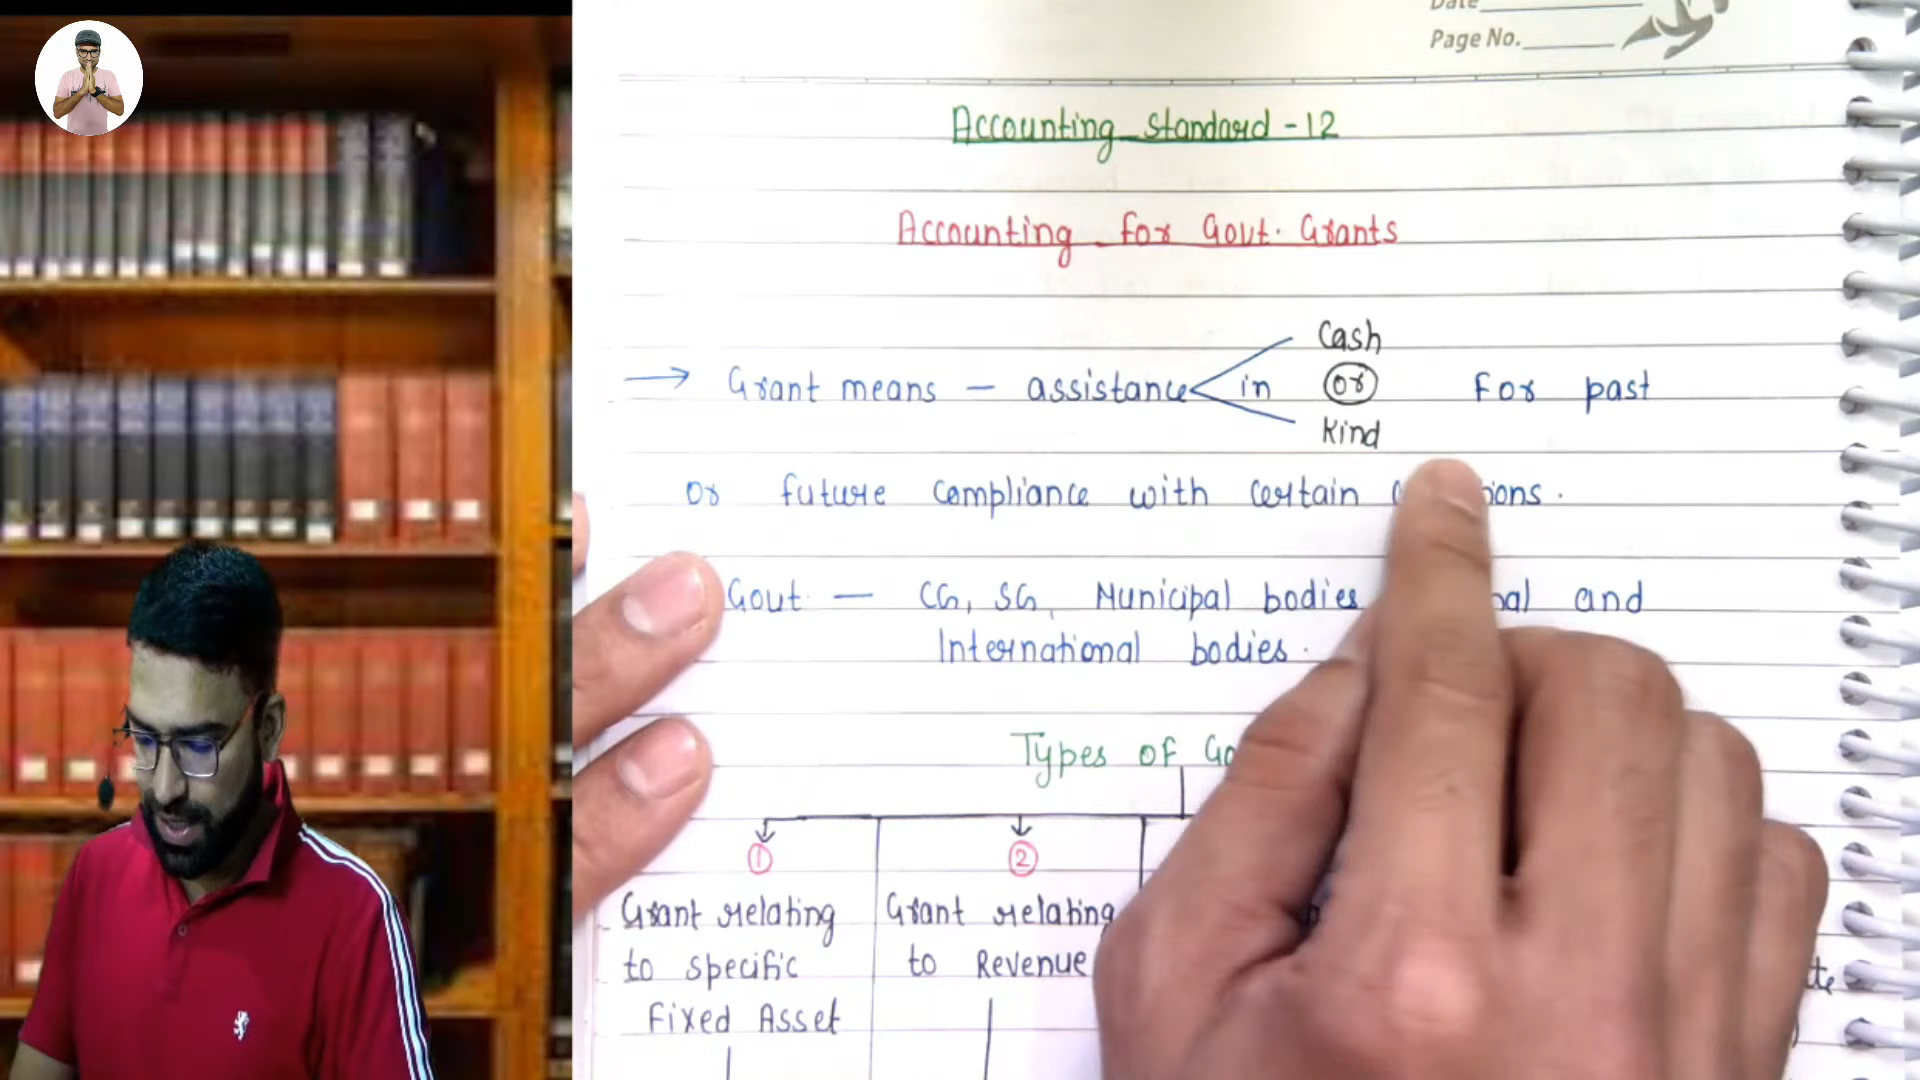 Date
Page No.
Accounting Standard - 12
Accounting for Govt. Grants
→ Grant means — assistance in Cash or Kind For past
or future compliance with certain
Govt — CG, SG, Municipal bodies and
International bodies.
Types of
① ②
Grant relating to specific Fixed Asset
Grant relating to Revenue